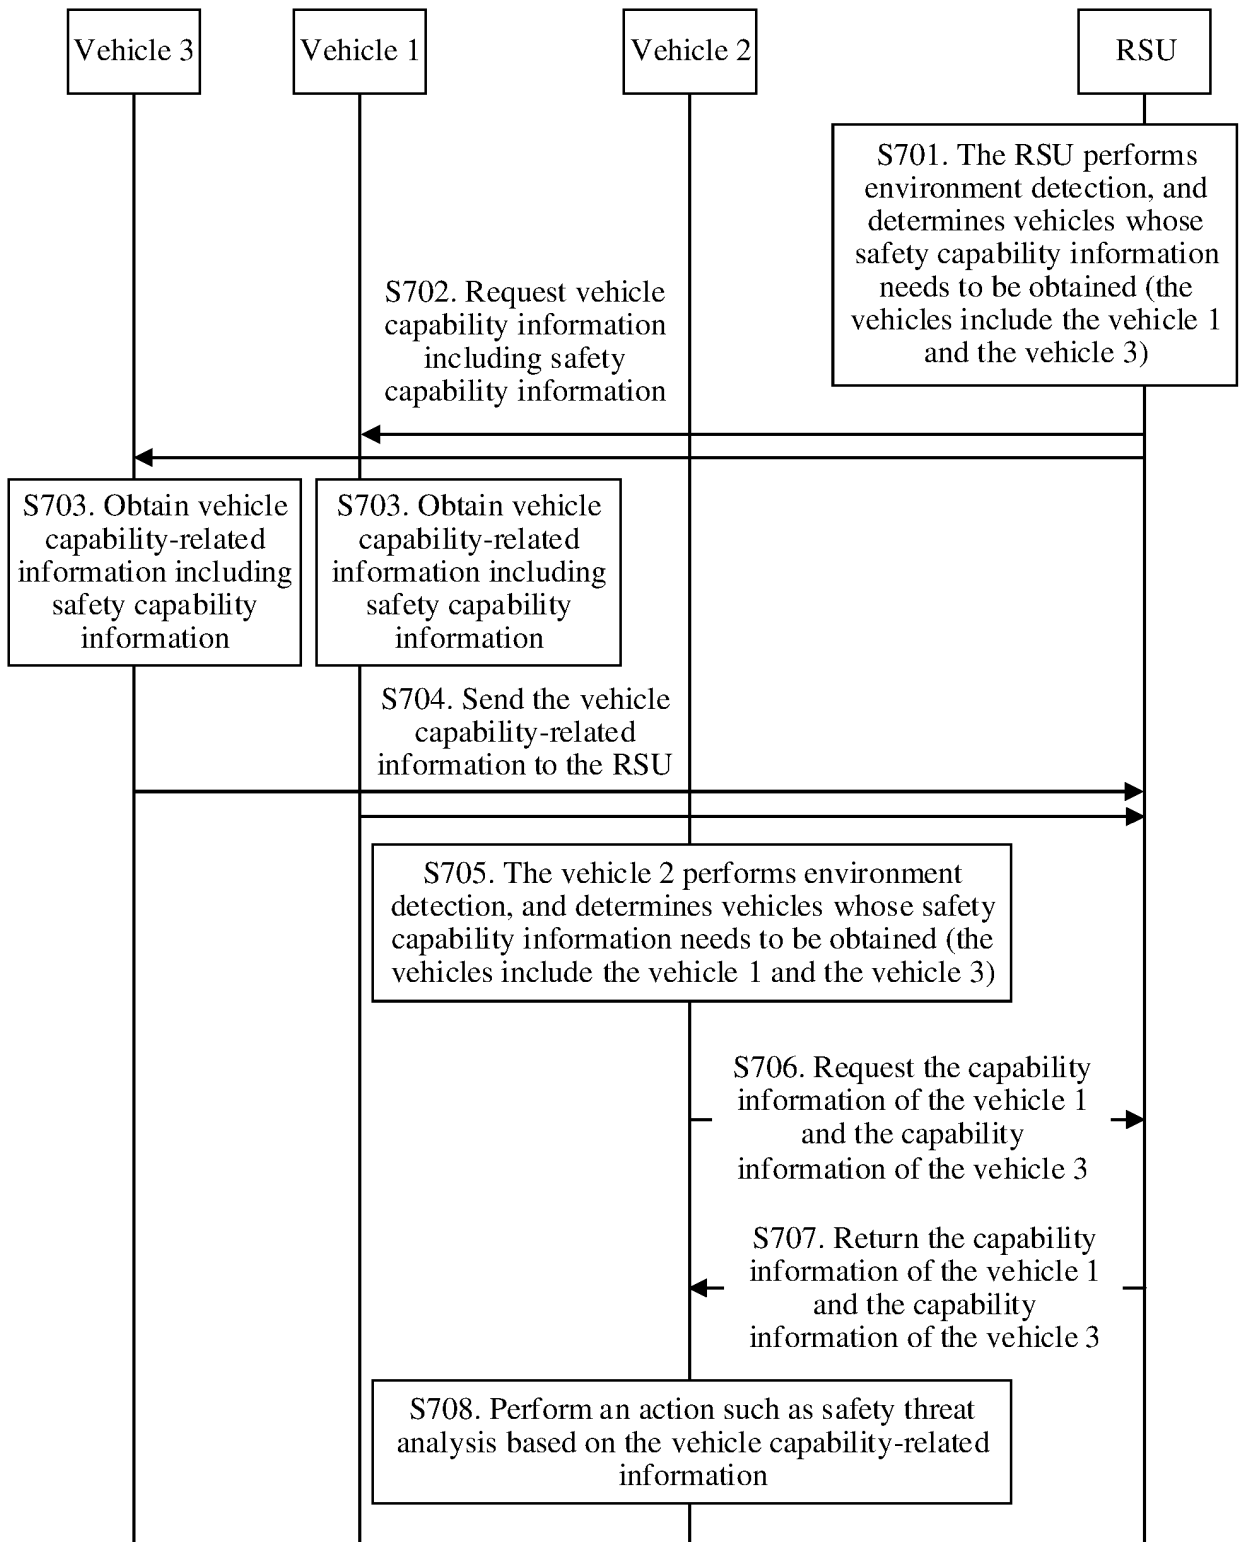 Vehicle 3
Vehicle 1
Vehicle 2
RSU
S701. The RSU performs
environment detection, and
determines vehicles whose
safety capability information
needs to be obtained (the
vehicles include the vehicle 1
and the vehicle 3)
S702. Request vehicle
capability information
including safety
capability information
S703. Obtain vehicle
capability-related
information including
safety capability
information
S703. Obtain vehicle
capability-related
information including
safety capability
information
S704. Send the vehicle
capability-related
information to the RSU
S705. The vehicle 2 performs environment
detection, and determines vehicles whose safety
capability information needs to be obtained (the
vehicles include the vehicle 1 and the vehicle 3)
S706. Request the capability
information of the vehicle 1
and the capability
information of the vehicle 3
S707. Return the capability
information of the vehicle 1
and the capability
information of the vehicle 3
S708. Perform an action such as safety threat
analysis based on the vehicle capability-related
information